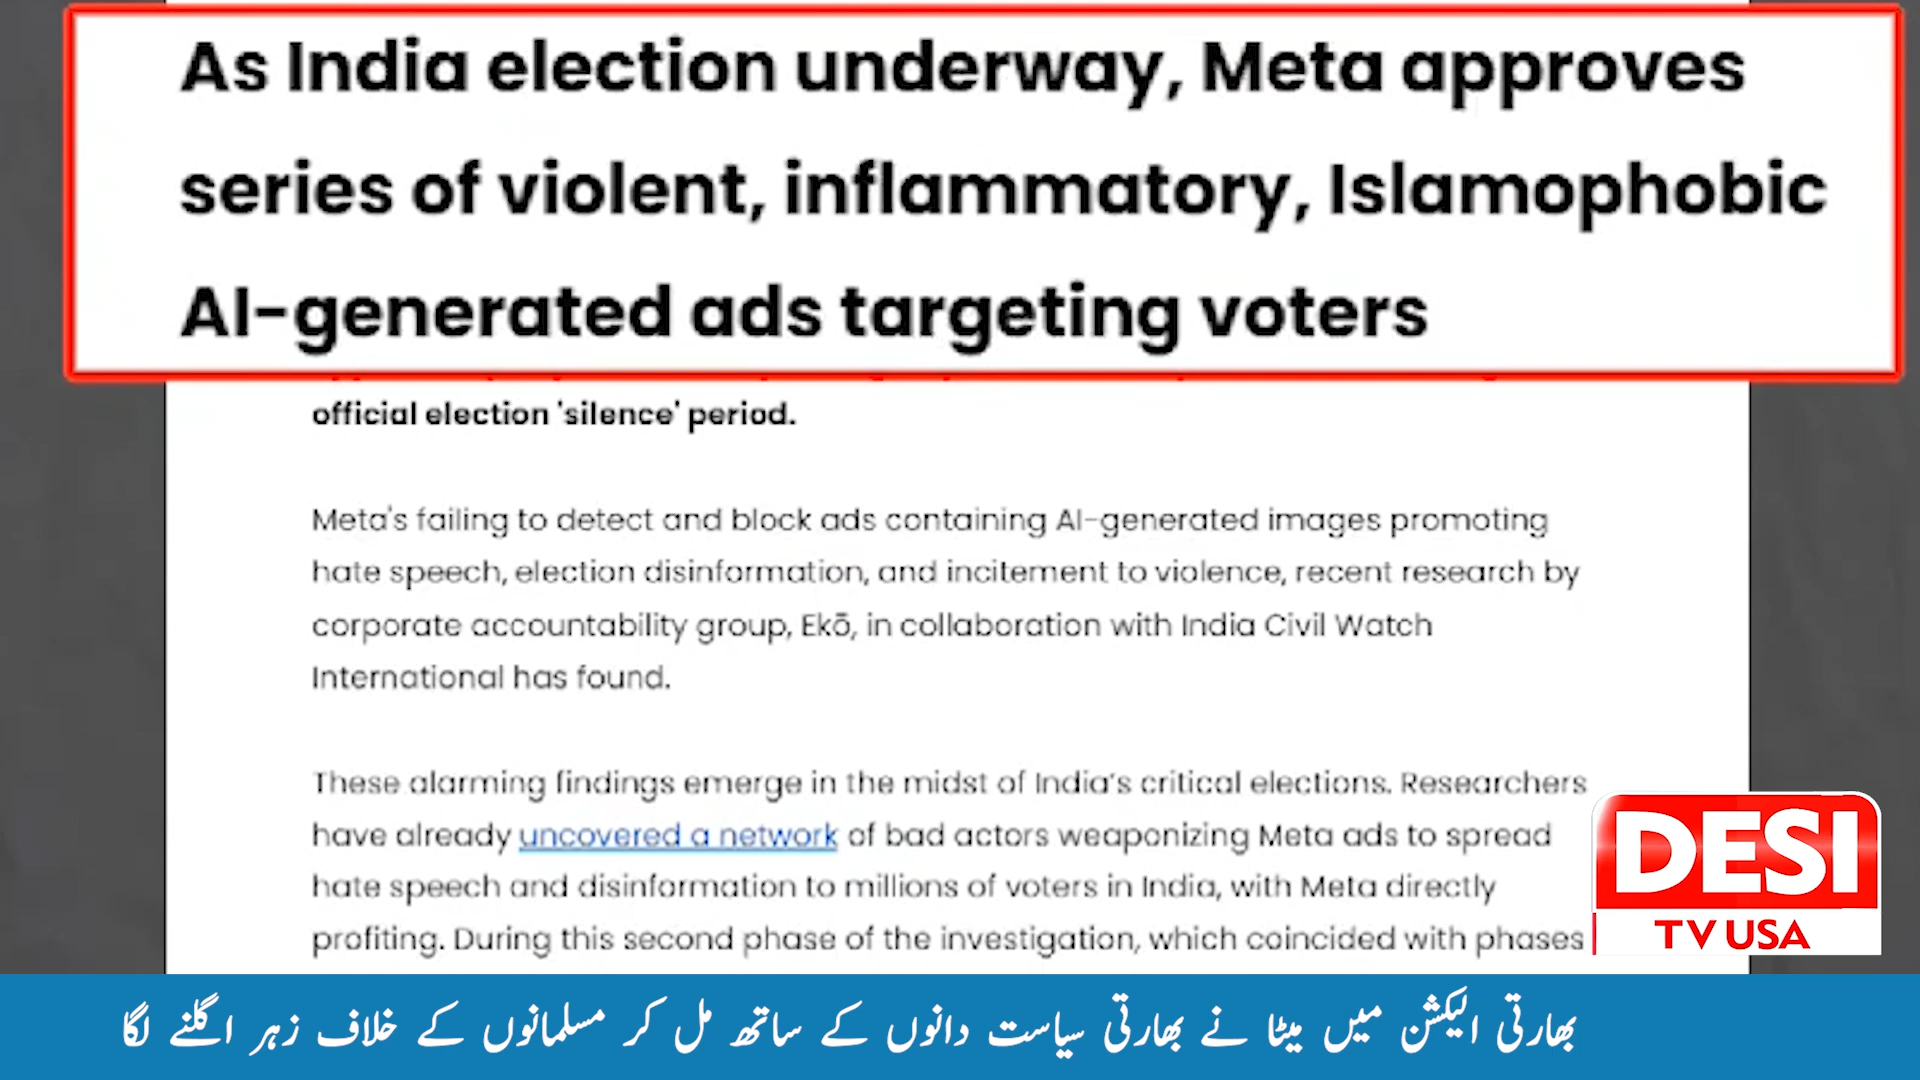 As India election underway, Meta approves
series of violent, inflammatory, Islamophobic
AI-generated ads targeting voters
official election 'silence' period.
Meta's failing to detect and block ads containing AI-generated images promoting
hate speech, election disinformation, and incitement to violence, recent research by
corporate accountability group, Ekō, in collaboration with India Civil Watch
International has found.
These alarming findings emerge in the midst of India's critical elections. Researchers
have already uncovered a network of bad actors weaponizing Meta ads to spread
hate speech and disinformation to millions of voters in India, with Meta directly
profiting. During this second phase of the investigation, which coincided with phases
DESI
TV USA
بھارتی الیکشن میں میٹا نے بھارتی سیاست دانوں کے ساتھ مل کر مسلمانوں کے خلاف زہر اگلنے لگا